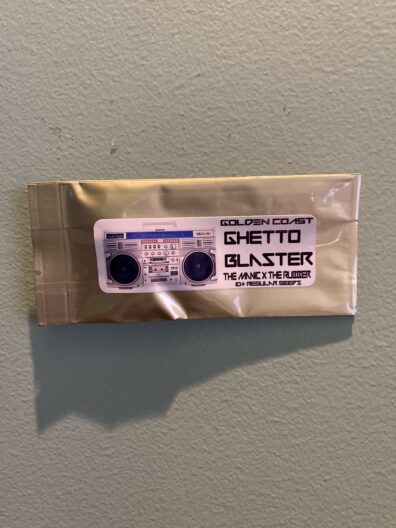 GOLDEN COAST
GHETTO
BLASTER
THE MANIC X THE RUBBER
10+ REGULAR SEEDS